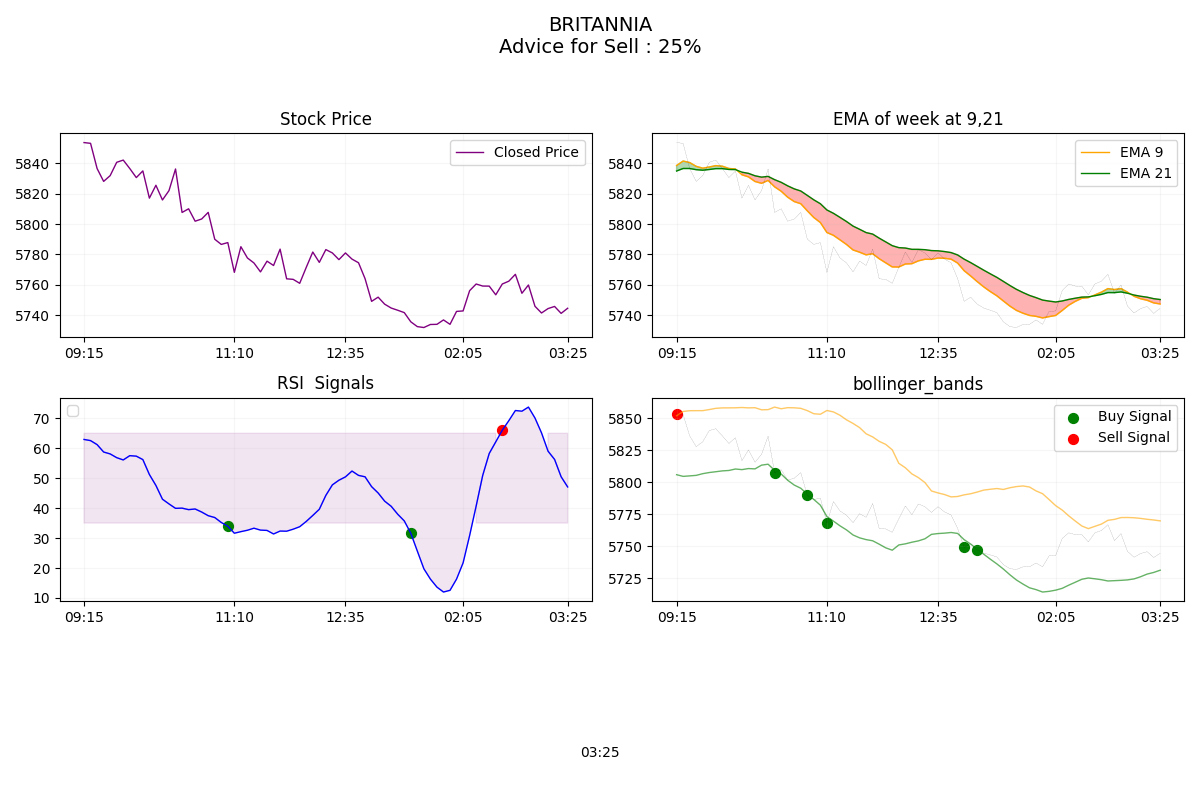 BRITANNIA
Advice for Sell : 25%
Stock Price
Closed Price
5840
5820
5800
5780
5760
5740
09:15 11:10 12:35 02:05 03:25
EMA of week at 9,21
EMA 9
EMA 21
5840
5820
5800
5780
5760
5740
09:15 11:10 12:35 02:05 03:25
RSI  Signals
70
60
50
40
30
20
10
09:15 11:10 12:35 02:05 03:25
bollinger_bands
Buy Signal
Sell Signal
5850
5825
5800
5775
5750
5725
09:15 11:10 12:35 02:05 03:25
03:25